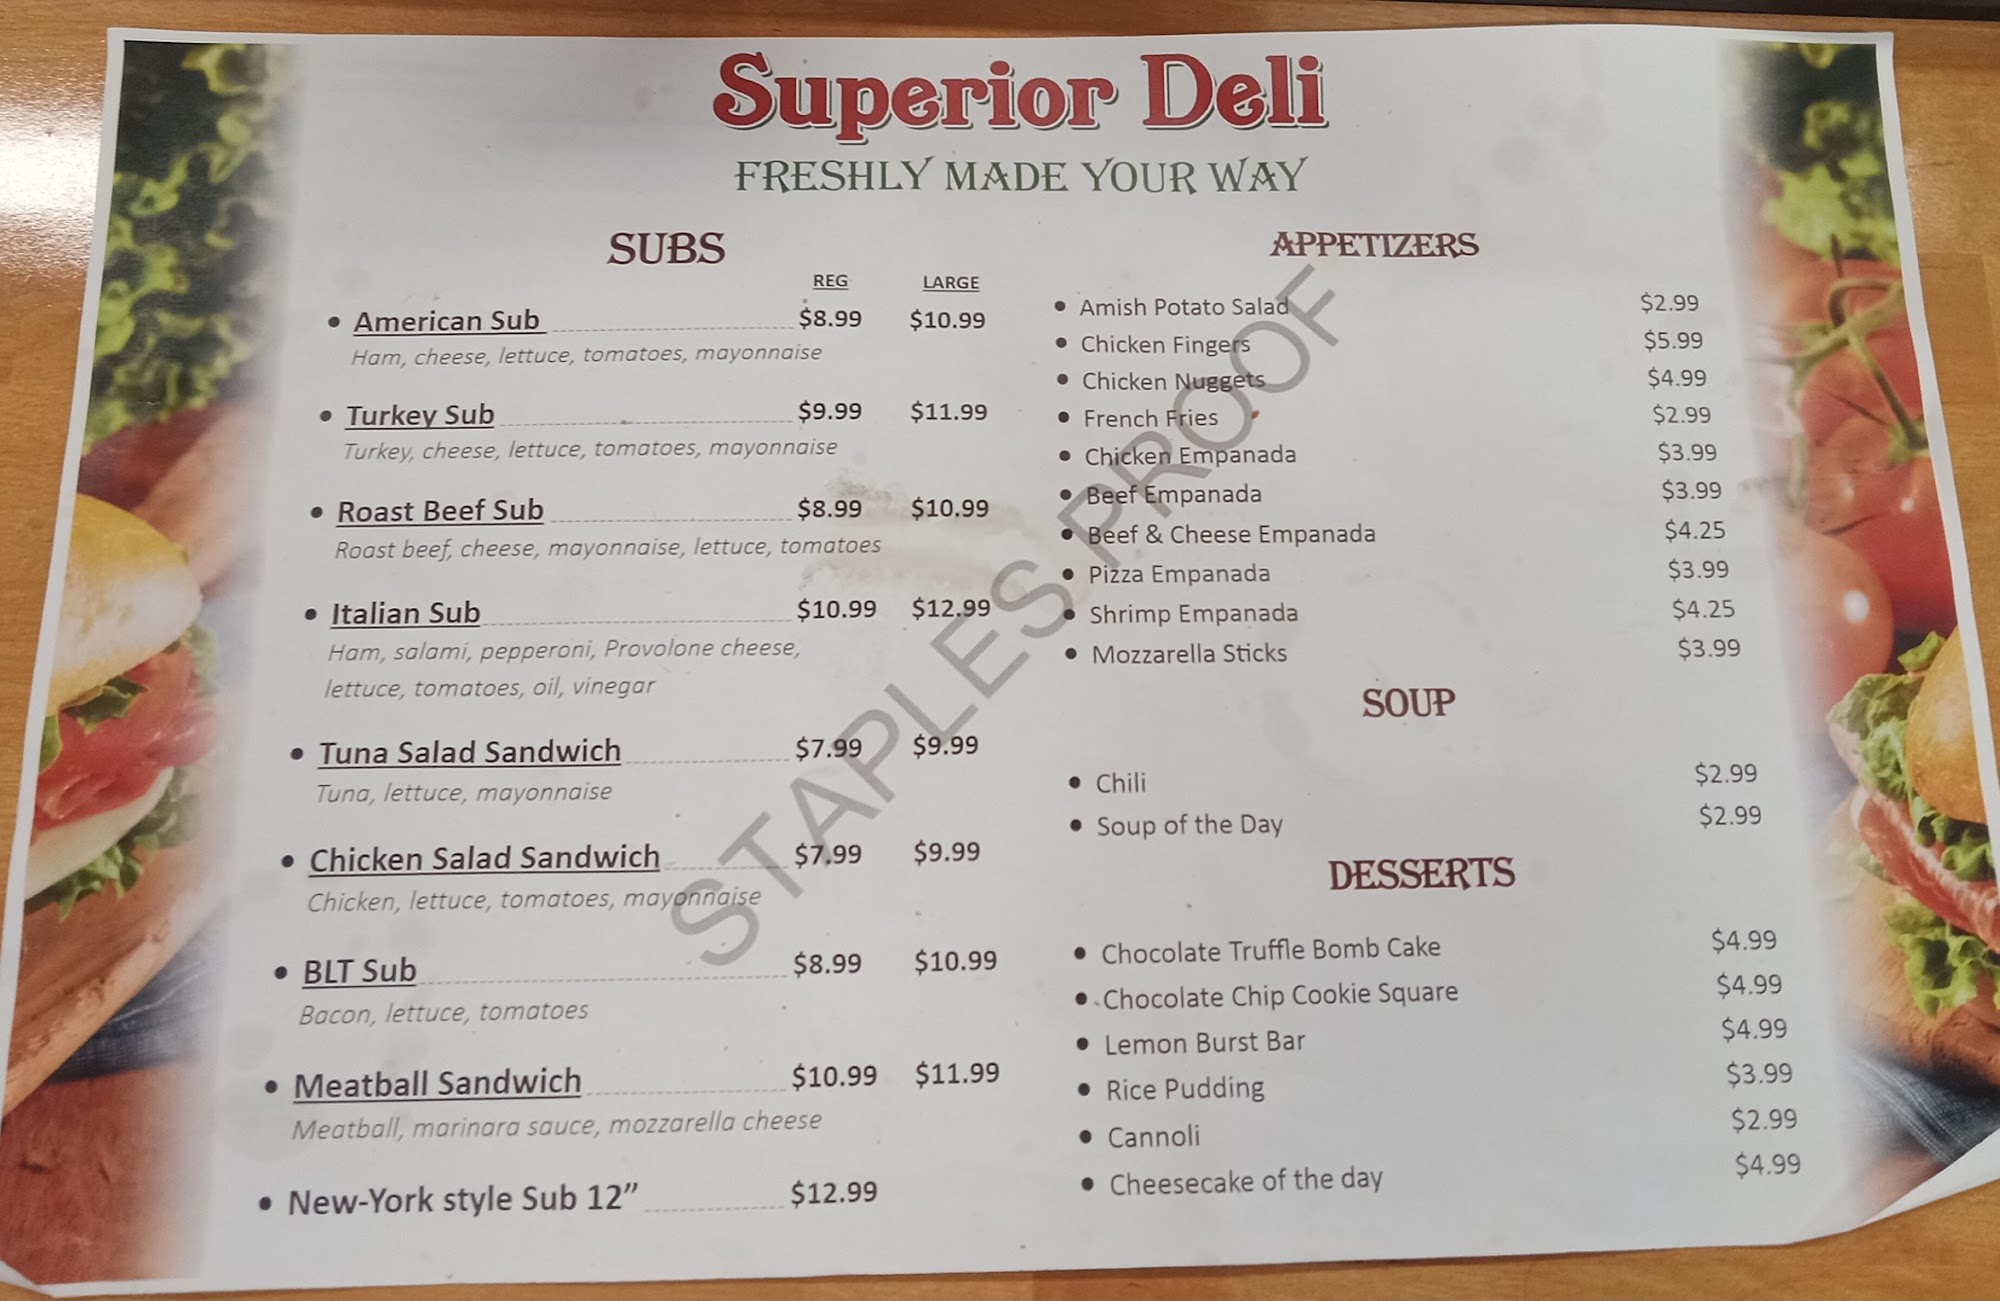 Superior Deli
FRESHLY MADE YOUR WAY
SUBS
REG LARGE
• American Sub $8.99 $10.99
Ham, cheese, lettuce, tomatoes, mayonnaise
• Turkey Sub $9.99 $11.99
Turkey, cheese, lettuce, tomatoes, mayonnaise
• Roast Beef Sub $8.99 $10.99
Roast beef, cheese, mayonnaise, lettuce, tomatoes
• Italian Sub $10.99 $12.99
Ham, salami, pepperoni, Provolone cheese,
lettuce, tomatoes, oil, vinegar
• Tuna Salad Sandwich $7.99 $9.99
Tuna, lettuce, mayonnaise
• Chicken Salad Sandwich $7.99 $9.99
Chicken, lettuce, tomatoes, mayonnaise
• BLT Sub $8.99 $10.99
Bacon, lettuce, tomatoes
• Meatball Sandwich $10.99 $11.99
Meatball, marinara sauce, mozzarella cheese
• New-York style Sub 12” $12.99
APPETIZERS
• Amish Potato Salad $2.99
• Chicken Fingers $5.99
• Chicken Nuggets $4.99
• French Fries $2.99
• Chicken Empanada $3.99
• Beef Empanada $3.99
• Beef & Cheese Empanada $4.25
• Pizza Empanada $3.99
• Shrimp Empanada $4.25
• Mozzarella Sticks $3.99
SOUP
• Chili $2.99
• Soup of the Day $2.99
DESSERTS
• Chocolate Truffle Bomb Cake $4.99
• Chocolate Chip Cookie Square $4.99
• Lemon Burst Bar $4.99
• Rice Pudding $3.99
• Cannoli $2.99
• Cheesecake of the day $4.99
STAPLES PROOF